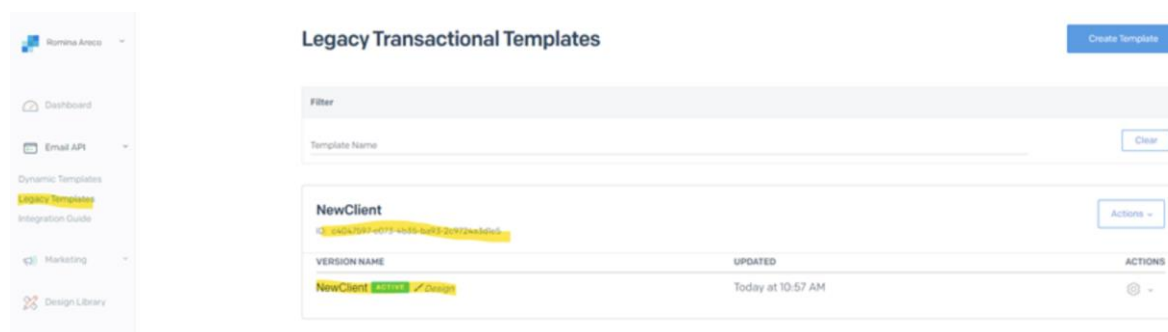 Romina Areco
Legacy Transactional Templates
Create Template
Dashboard
Filter
Email API
Template Name
Clear
Dynamic Templates
Legacy Templates
Integration Guide
NewClient
Actions
ID:
Marketing
VERSION NAME UPDATED ACTIONS
NewClient ACTIVE Design Today at 10:57 AM
Design Library